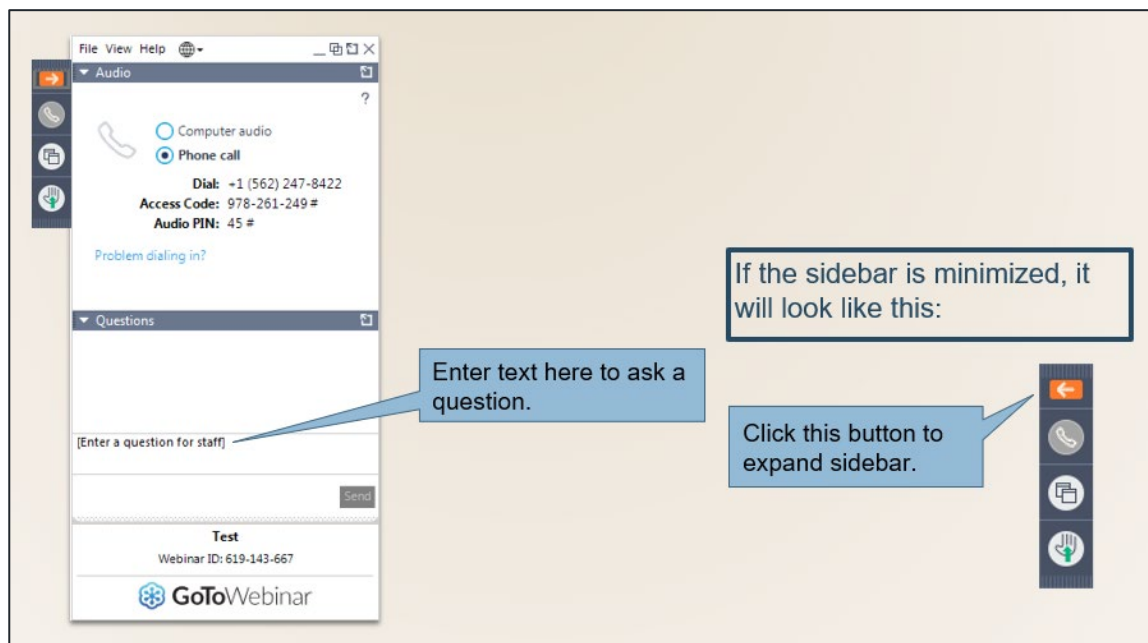 File View Help
Audio
?
Computer audio
Phone call
Dial: +1 (562) 247-8422
Access Code: 978-261-249 #
Audio PIN: 45 #
Problem dialing in?
Questions
[Enter a question for staff]
Send
Test
Webinar ID: 619-143-667
GoToWebinar
Enter text here to ask a
question.
If the sidebar is minimized, it
will look like this:
Click this button to
expand sidebar.